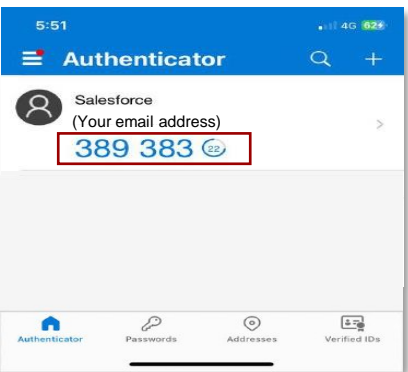 5:51
4G 62
Authenticator
Salesforce
(Your email address)
389 383 22
Authenticator Passwords Addresses Verified IDs